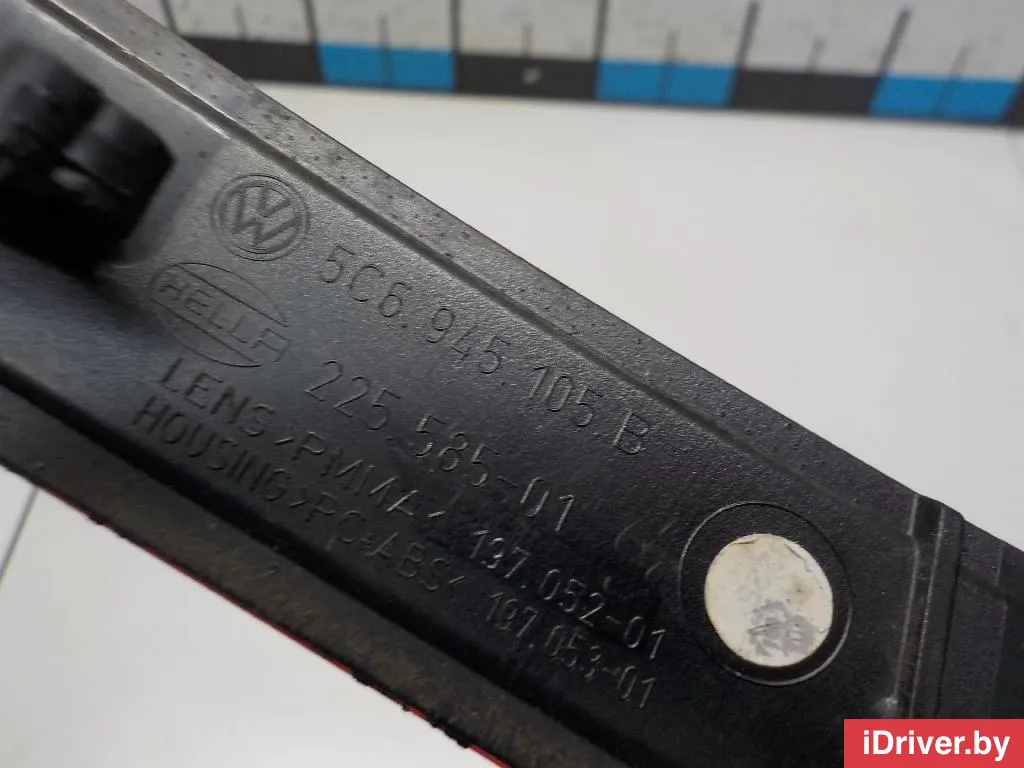 VW
5C6.945.105.B
HELLA
225.585-01
LENS >PMMA< 197.052-01
HOUSING >PC+ABS< 197.053-01
iDriver.by